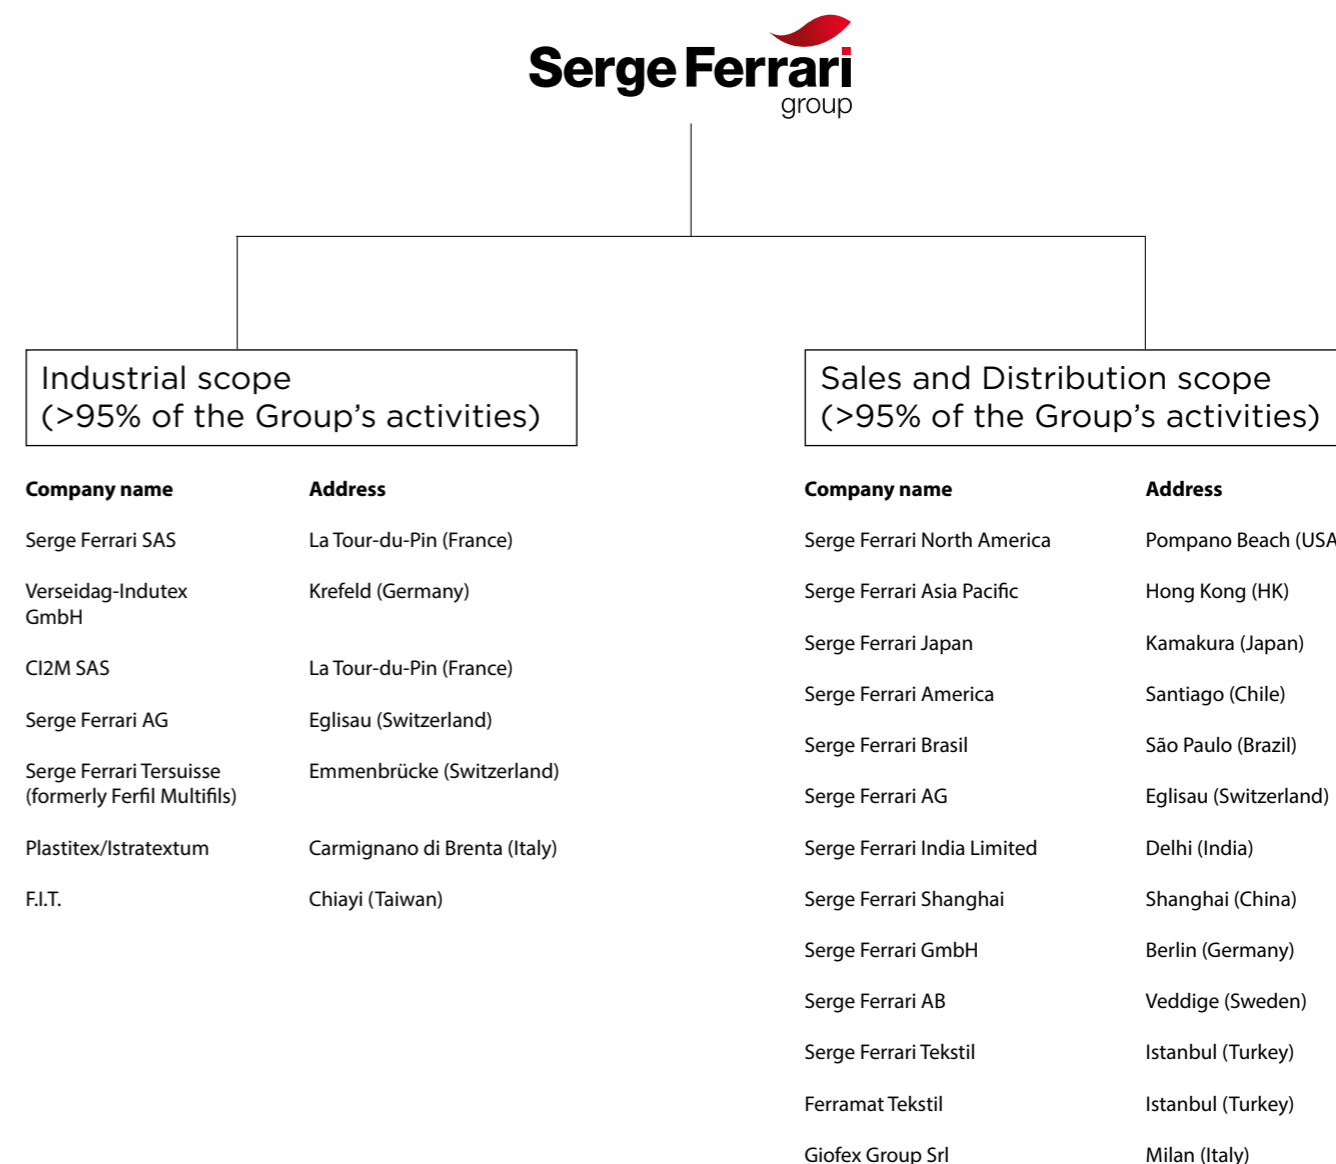 Serge Ferrari
group
Industrial scope
(>95% of the Group’s activities)
Company name Address
Serge Ferrari SAS La Tour-du-Pin (France)
Verseidag-Indutex Krefeld (Germany)
GmbH
CI2M SAS La Tour-du-Pin (France)
Serge Ferrari AG Eglisau (Switzerland)
Serge Ferrari Tersuisse Emmenbrücke (Switzerland)
(formerly Ferfil Multifils)
Plastitex/Istratextum Carmignano di Brenta (Italy)
F.I.T. Chiayi (Taiwan)
Sales and Distribution scope
(>95% of the Group’s activities)
Company name Address
Serge Ferrari North America Pompano Beach (USA
Serge Ferrari Asia Pacific Hong Kong (HK)
Serge Ferrari Japan Kamakura (Japan)
Serge Ferrari America Santiago (Chile)
Serge Ferrari Brasil São Paulo (Brazil)
Serge Ferrari AG Eglisau (Switzerland)
Serge Ferrari India Limited Delhi (India)
Serge Ferrari Shanghai Shanghai (China)
Serge Ferrari GmbH Berlin (Germany)
Serge Ferrari AB Veddige (Sweden)
Serge Ferrari Tekstil Istanbul (Turkey)
Ferramat Tekstil Istanbul (Turkey)
Giofex Group Srl Milan (Italy)